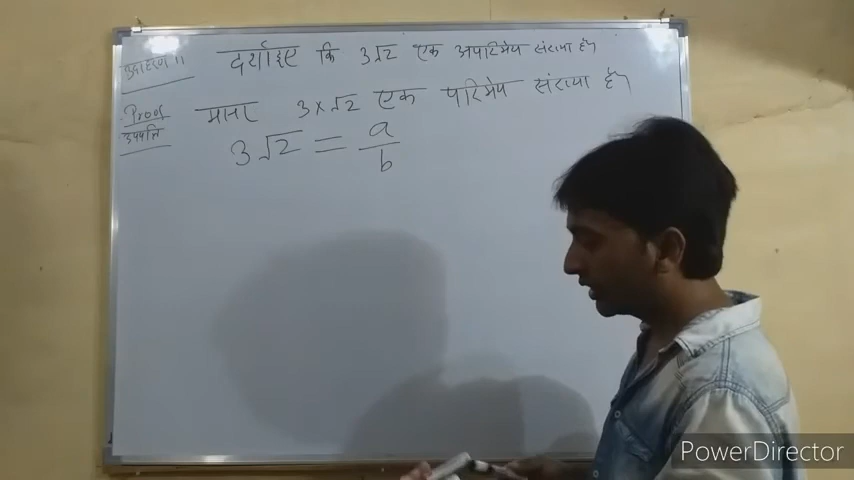 उदाहरण 11 दर्शाइए कि 3√2 एक अपरिमेय संख्या है।
Proof माना 3×√2 एक परिमेय संख्या है।
उपपत्ति
3√2 = a/b
PowerDirector